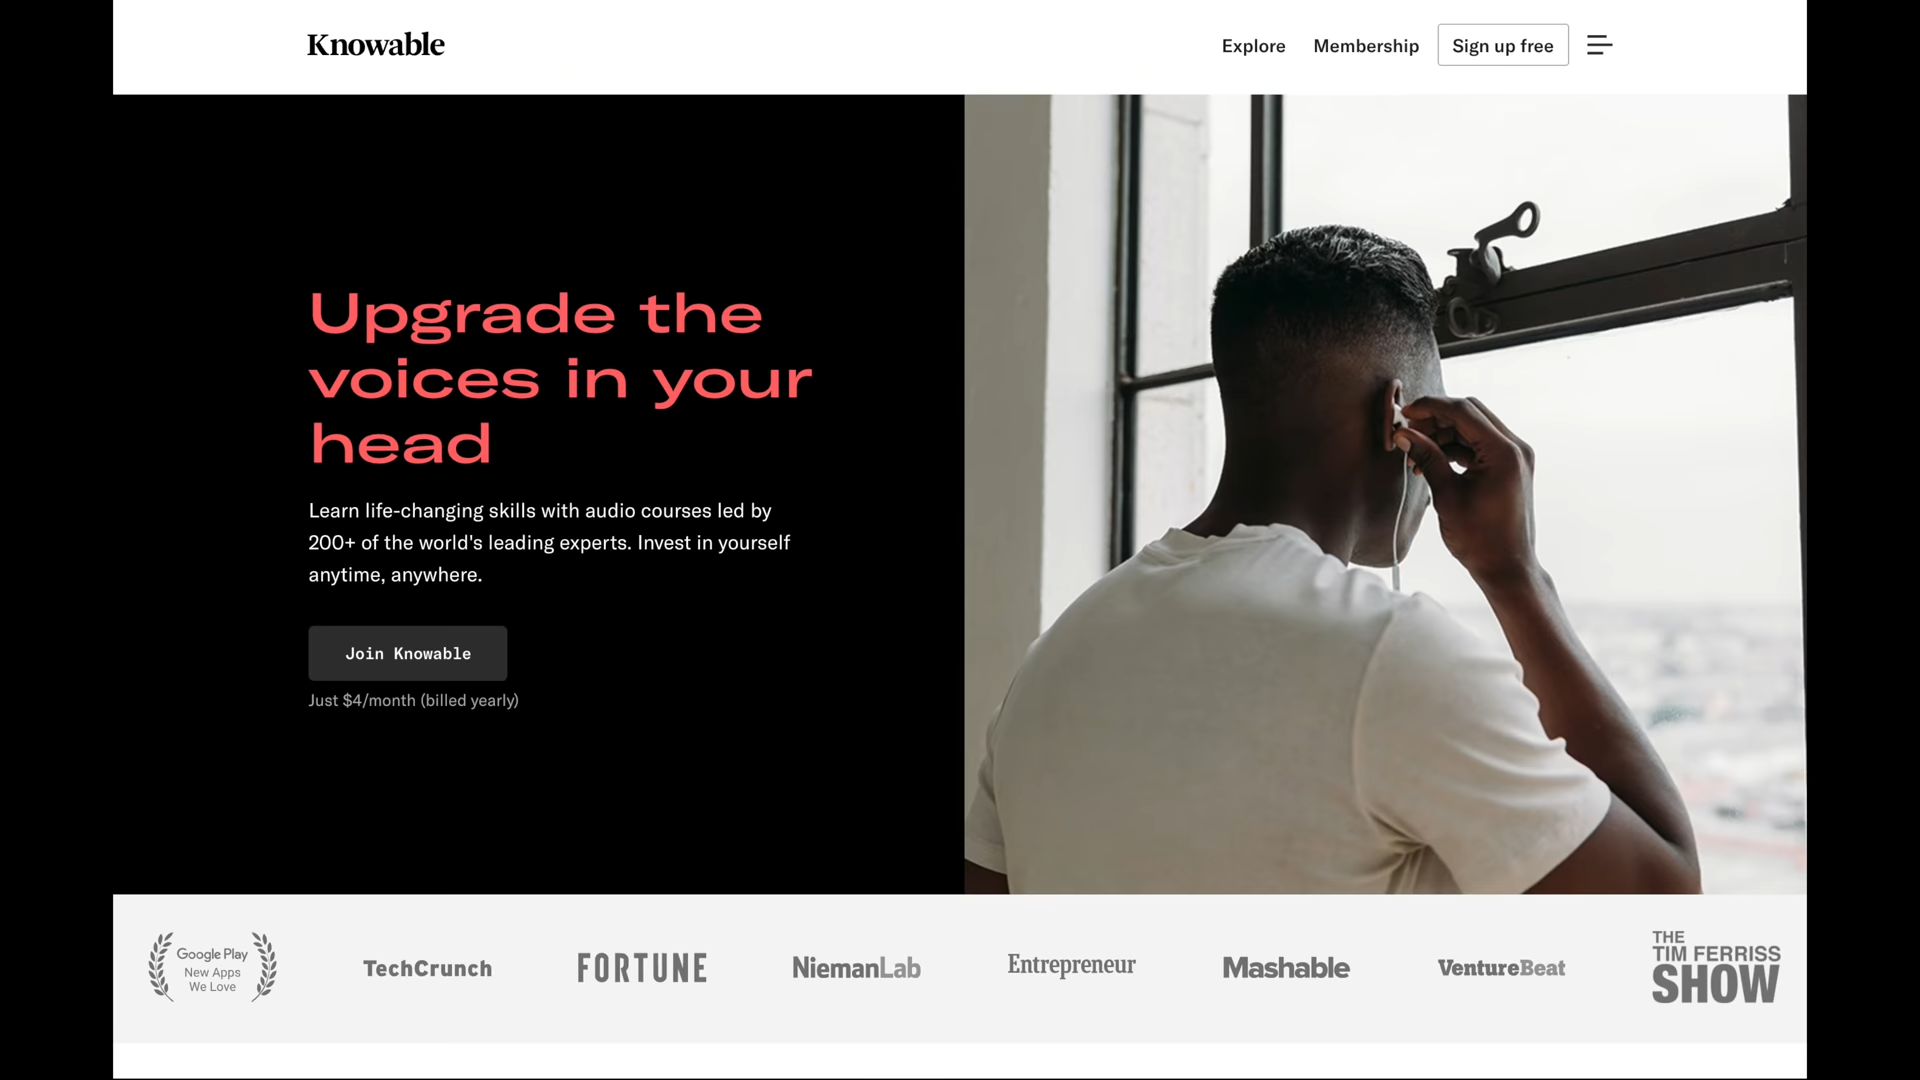 Knowable
Explore
Membership
Sign up free
Upgrade the
voices in your
head
Learn life-changing skills with audio courses led by
200+ of the world's leading experts. Invest in yourself
anytime, anywhere.
Join Knowable
Just $4/month (billed yearly)
Google Play
New Apps
We Love
TechCrunch
FORTUNE
NiemanLab
Entrepreneur
Mashable
VentureBeat
THE
TIM FERRISS
SHOW